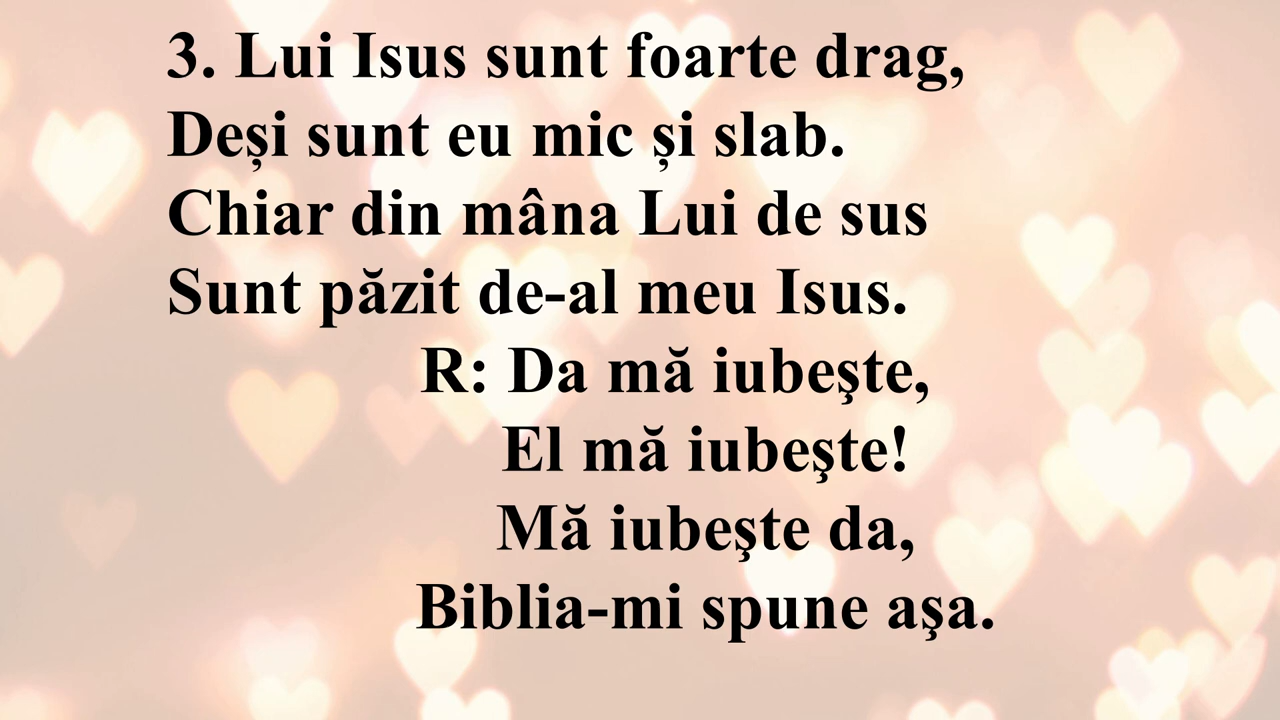 3. Lui Isus sunt foarte drag,
Deși sunt eu mic și slab.
Chiar din mâna Lui de sus
Sunt păzit de-al meu Isus.
R: Da mă iubeşte,
El mă iubeşte!
Mă iubeşte da,
Biblia-mi spune aşa.